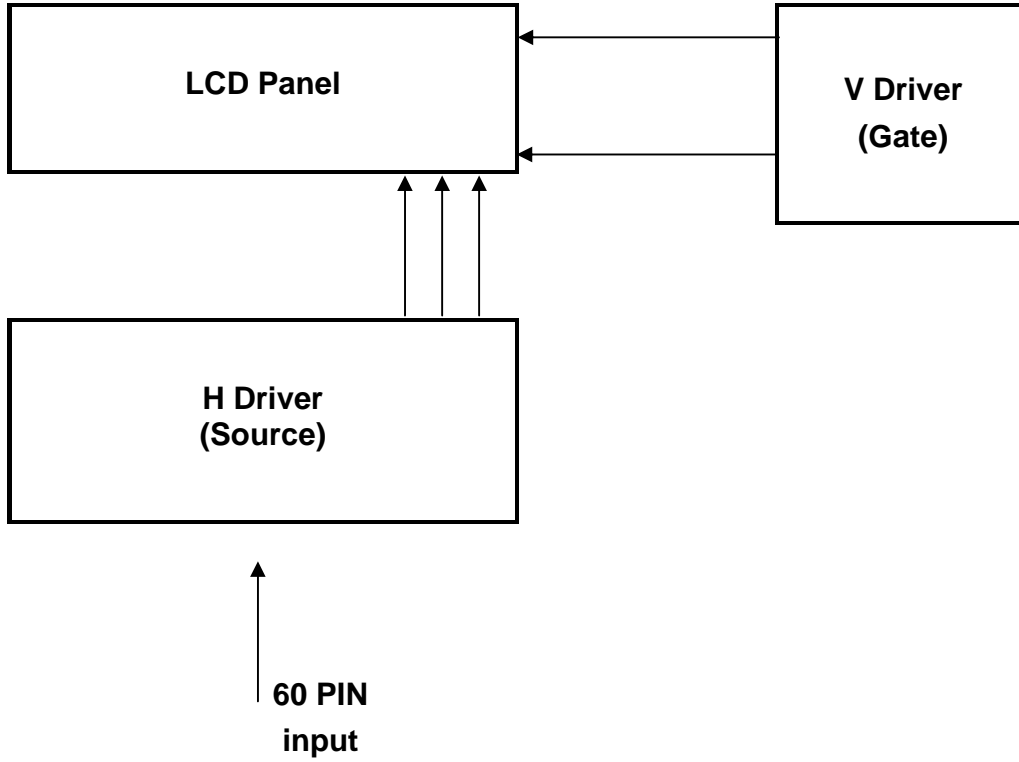 LCD Panel
V Driver
(Gate)
H Driver
(Source)
60 PIN
input